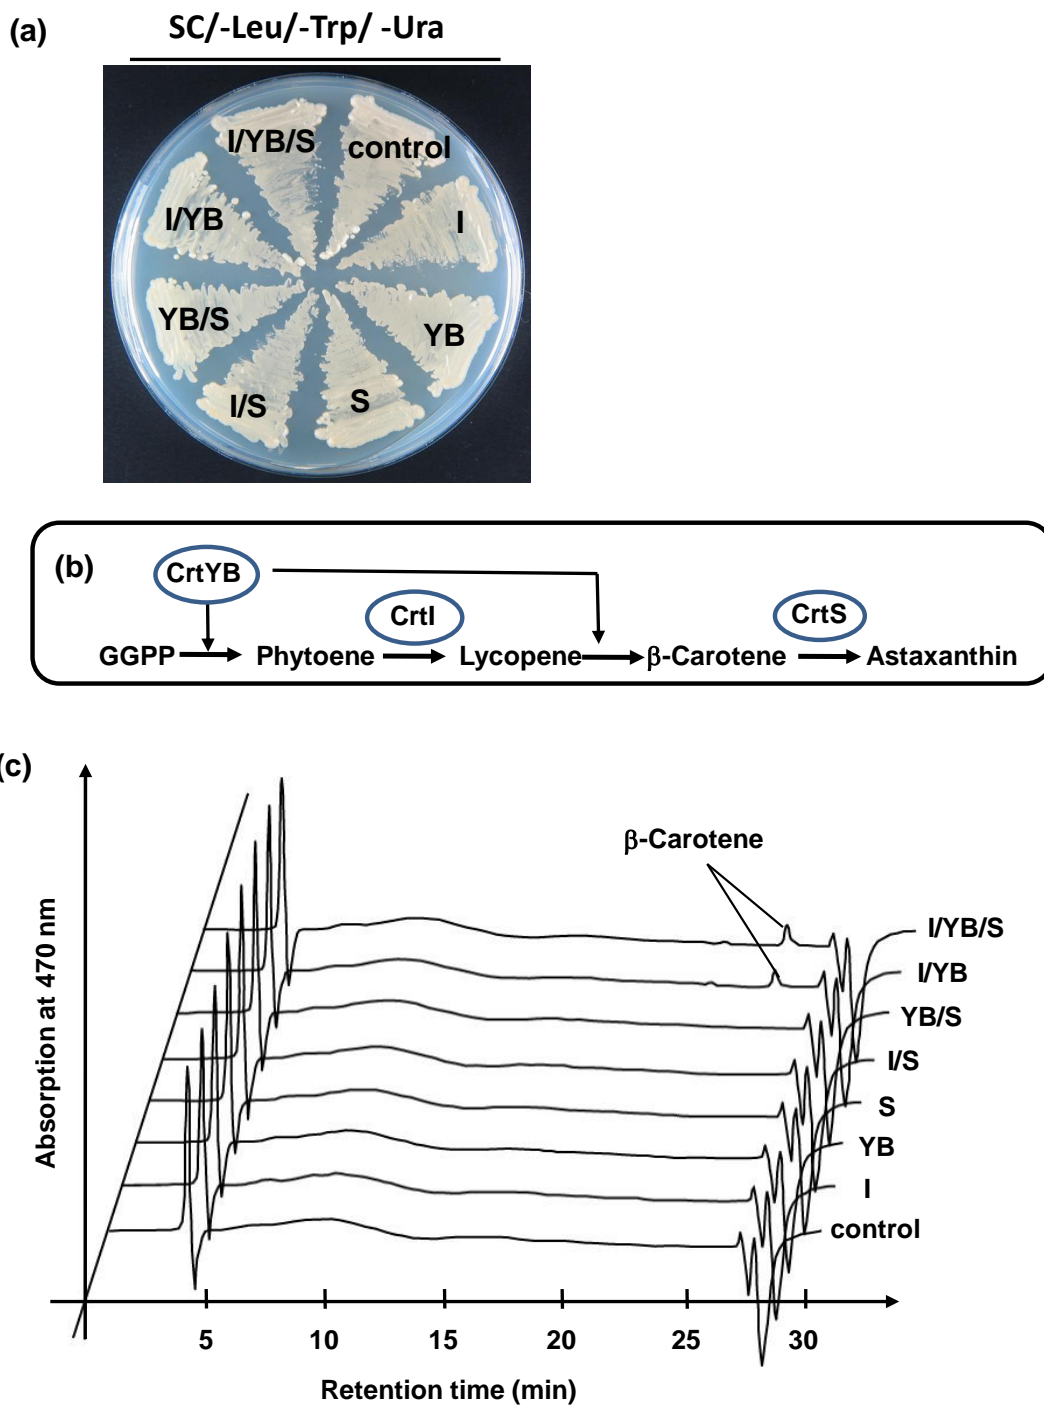 (a)
SC/-Leu/-Trp/ -Ura
I/YB/S
control
I/YB
I
YB/S
YB
I/S
S
(b)
CrtYB
CrtI
CrtS
GGPP
Phytoene
Lycopene
β-Carotene
Astaxanthin
(c)
β-Carotene
I/YB/S
I/YB
YB/S
I/S
S
YB
I
control
Absorption at 470 nm
5
10
15
20
25
30
Retention time (min)